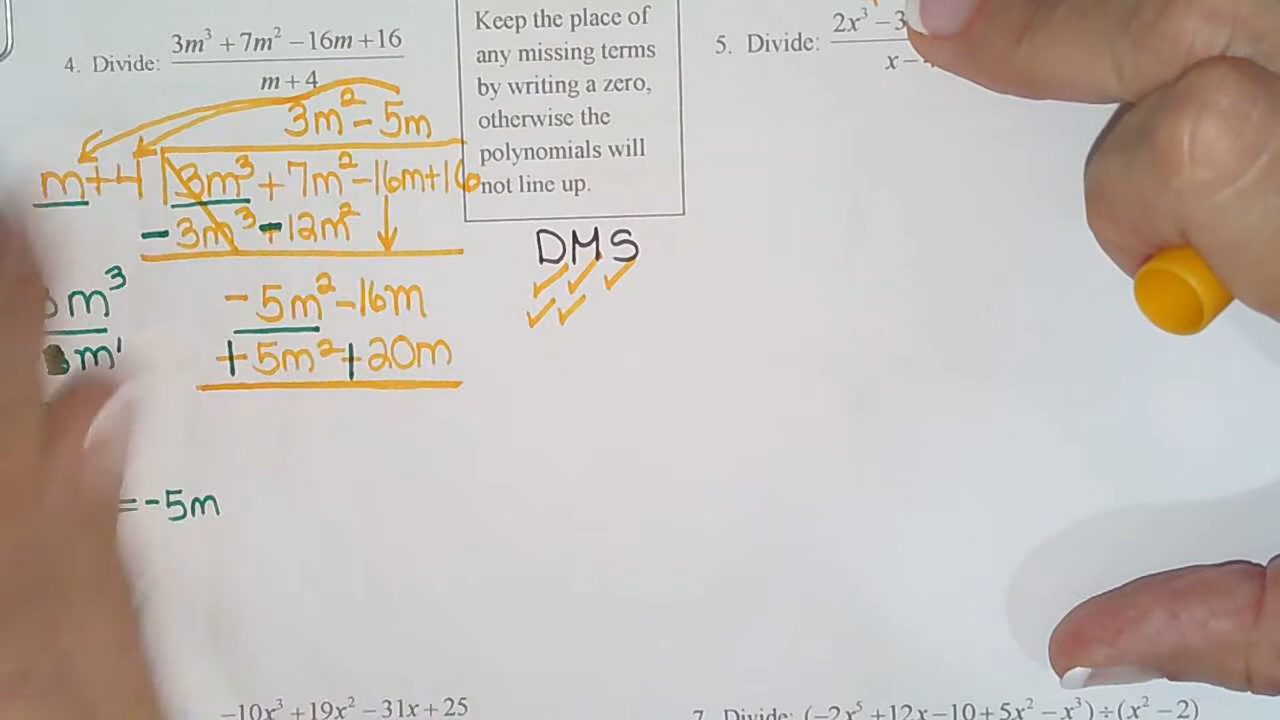 4. Divide: 3m³ + 7m² − 16m + 16
m + 4
3m² - 5m
m+4 3m³ + 7m² - 16m + 16
- 3m³ - 12m²
- 5m² - 16m
+ 5m² + 20m
m³
m¹
= -5m
Keep the place of
any missing terms
by writing a zero,
otherwise the
polynomials will
not line up.
DMS
✓✓✓
✓✓
5. Divide: 2x³ − 3
x −
−10x³ + 19x² − 31x + 25
7. Divide: (−2x⁵ + 12x − 10 + 5x² − x³) ÷ (x² − 2)